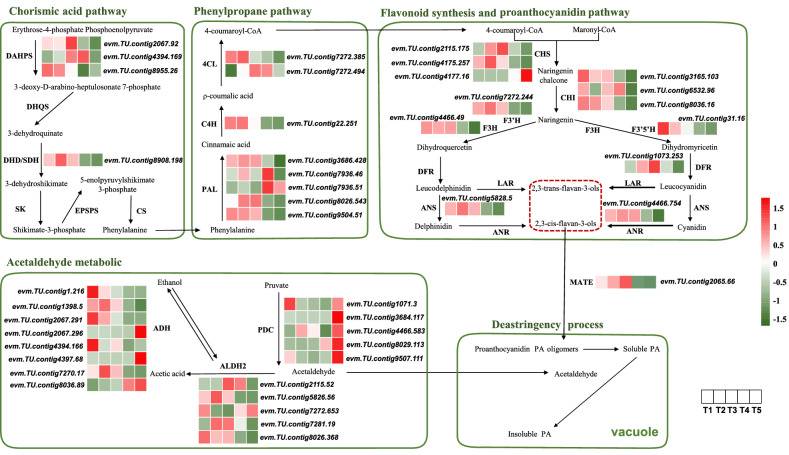 Chorismic acid pathway
Erythrose-4-phosphate Phosphoenolpyruvate
DAHPS
evm.TU.contig2067.92
evm.TU.contig4394.169
evm.TU.contig8955.26
3-deoxy-D-arabino-heptulosonate 7-phosphate
DHQS
3-dehydroquinate
DHD/SDH
evm.TU.contig8908.198
3-dehydroshikimate
5-enolpyruvylshikimate
3-phosphate
SK
EPSPS
CS
Shikimate-3-phosphate
Phenylalanine
Phenylpropane pathway
4-coumaroyl-CoA
4CL
evm.TU.contig7272.385
evm.TU.contig7272.494
ρ-coumalic acid
C4H
evm.TU.contig22.251
Cinnamaic acid
PAL
evm.TU.contig3686.428
evm.TU.contig7936.46
evm.TU.contig7936.51
evm.TU.contig8026.543
evm.TU.contig9504.51
Phenylalanine
Flavonoid synthesis and proanthocyanidin pathway
4-coumaroyl-CoA
Maronyl-CoA
evm.TU.contig2115.175
evm.TU.contig4175.257
evm.TU.contig4177.16
CHS
Naringenin
chalcone
CHI
evm.TU.contig3165.103
evm.TU.contig6532.96
evm.TU.contig8036.16
evm.TU.contig7272.244
evm.TU.contig4466.49
F3'H
F3H
Naringenin
F3H
F3'5'H
evm.TU.contig31.16
Dihydroquercetin
Dihydromyricetin
DFR
evm.TU.contig1073.253
DFR
Leucodelphinidin
LAR
2,3-trans-flavan-3-ols
LAR
Leucocyanidin
ANS
evm.TU.contig5828.5
evm.TU.contig4466.754
ANS
Delphinidin
ANR
2,3-cis-flavan-3-ols
ANR
Cyanidin
MATE
evm.TU.contig2065.66
1.5
1
0.5
0
-0.5
-1
-1.5
Acetaldehyde metabolic
evm.TU.contig1.216
evm.TU.contig1398.5
evm.TU.contig2067.291
evm.TU.contig2067.296
evm.TU.contig4394.166
evm.TU.contig4397.68
evm.TU.contig7270.17
evm.TU.contig8036.89
ADH
Ethanol
ALDH2
Acetic acid
Pruvate
PDC
evm.TU.contig1071.3
evm.TU.contig3684.117
evm.TU.contig4466.583
evm.TU.contig8029.113
evm.TU.contig9507.111
Acetaldehyde
evm.TU.contig2115.52
evm.TU.contig5826.56
evm.TU.contig7272.653
evm.TU.contig7281.19
evm.TU.contig8026.368
Deastringency process
Proanthocyanidin PA oligomers
Soluble PA
Acetaldehyde
Insoluble PA
vacuole
T1 T2 T3 T4 T5